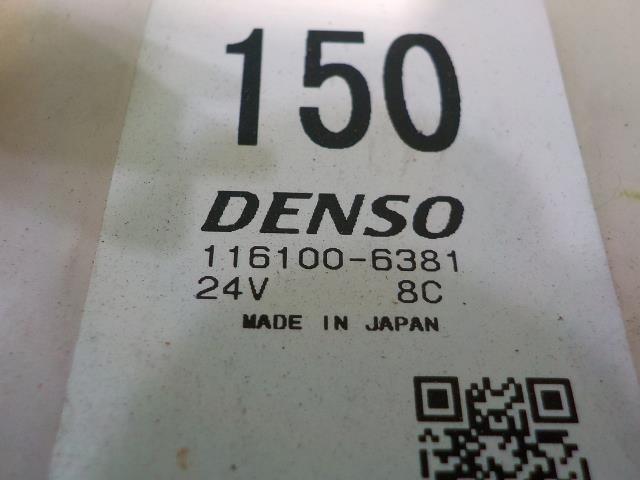 150
DENSO
116100-6381
24V 8C
MADE IN JAPAN